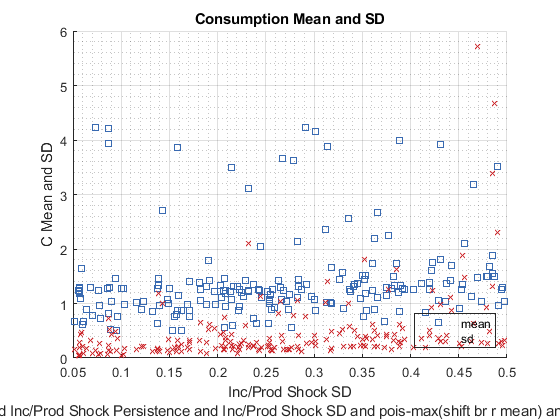 Consumption Mean and SD
6
5
4
3
2
1
0
C Mean and SD
mean
sd
0.05 0.1 0.15 0.2 0.25 0.3 0.35 0.4 0.45 0.5
Inc/Prod Shock SD
d Inc/Prod Shock Persistence and Inc/Prod Shock SD and pois-max(shift br r mean) an